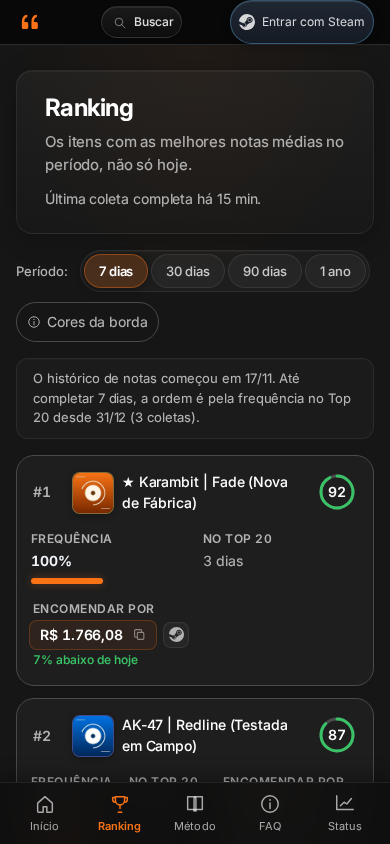 Buscar
Entrar com Steam
Ranking
Os itens com as melhores notas médias no
período, não só hoje.
Última coleta completa há 15 min.
Período:
7 dias
30 dias
90 dias
1 ano
Cores da borda
O histórico de notas começou em 17/11. Até
completar 7 dias, a ordem é pela frequência no Top
20 desde 31/12 (3 coletas).
#1
★ Karambit | Fade (Nova
de Fábrica)
92
FREQUÊNCIA
NO TOP 20
100%
3 dias
ENCOMENDAR POR
R$ 1.766,08
7% abaixo de hoje
#2
AK-47 | Redline (Testada
em Campo)
87
FREQUÊNCIA
NO TOP 20
ENCOMENDAR POR
Início
Ranking
Método
FAQ
Status